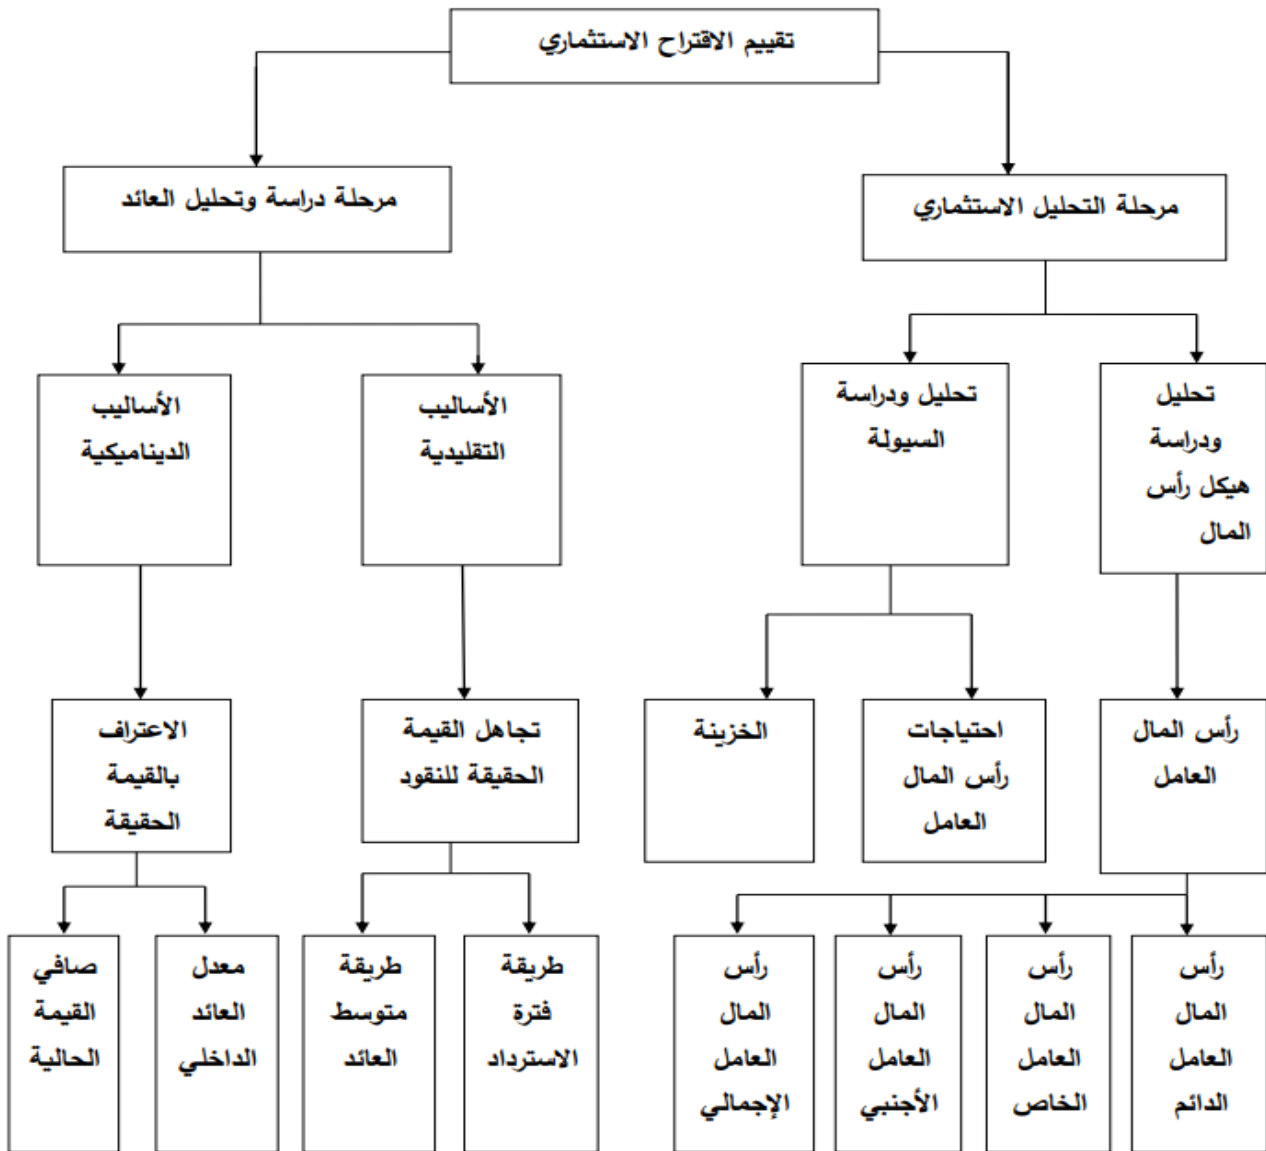 تقييم الاقتراح الاستثماري
مرحلة التحليل الاستثماري
مرحلة دراسة وتحليل العائد
تحليل
ودراسة
هيكل رأس
المال
تحليل ودراسة
السيولة
الأساليب
التقليدية
الأساليب
الديناميكية
رأس المال
العامل
احتياجات
رأس المال
العامل
الخزينة
تجاهل القيمة
الحقيقة للنقود
الاعتراف
بالقيمة
الحقيقة
رأس
المال
العامل
الدائم
رأس
المال
العامل
الخاص
رأس
المال
العامل
الأجنبي
رأس
المال
العامل
الإجمالي
طريقة
فترة
الاسترداد
طريقة
متوسط
العائد
معدل
العائد
الداخلي
صافي
القيمة
الحالية